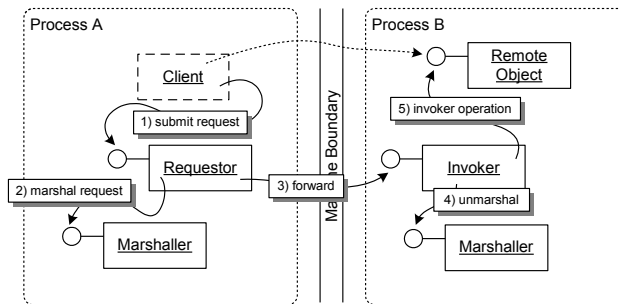 Process A
Process B
Client
Remote
Object
1) submit request
5) invoker operation
Requestor
Invoker
2) marshal request
3) forward
4) unmarshal
Marshaller
Marshaller
Boundary